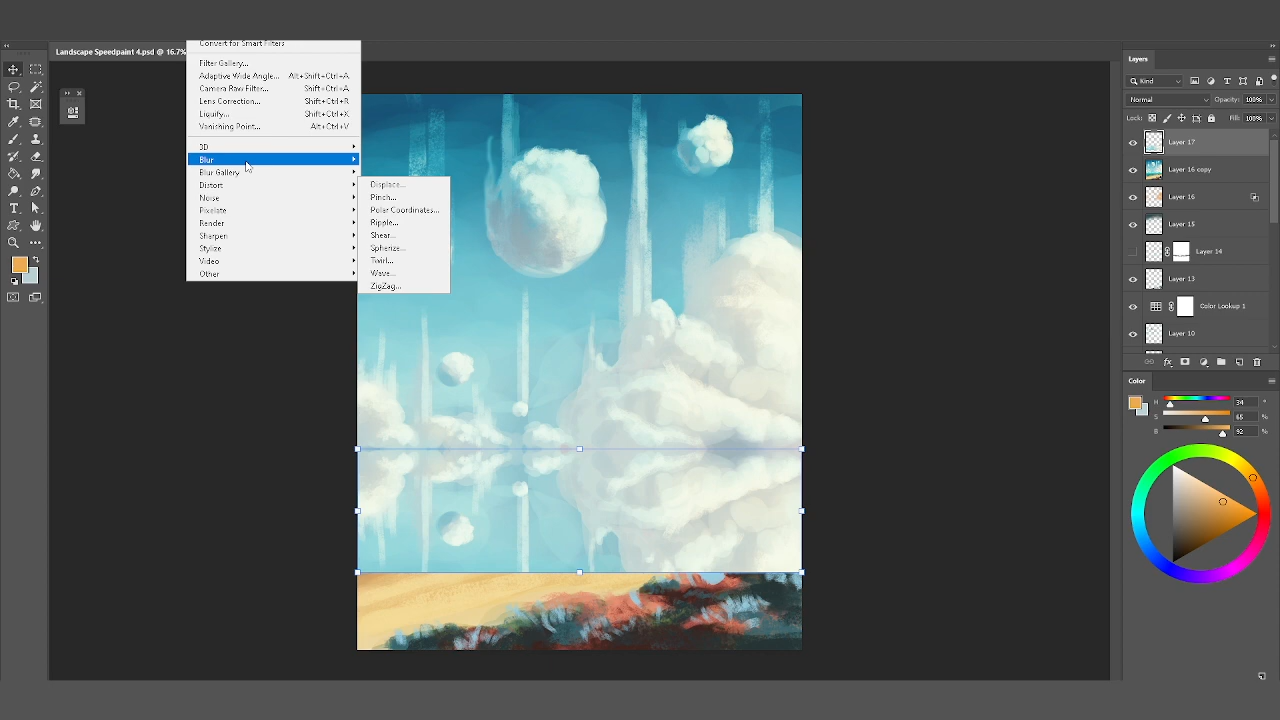 Landscape Speedpaint 4.psd @ 16.7%
Convert for Smart Filters
Filter Gallery...
Adaptive Wide Angle... Alt+Shift+Ctrl+A
Camera Raw Filter... Shift+Ctrl+A
Lens Correction... Shift+Ctrl+R
Liquify... Shift+Ctrl+X
Vanishing Point... Alt+Ctrl+V
3D
Blur
Blur Gallery
Distort
Noise
Pixelate
Render
Sharpen
Stylize
Video
Other
Displace...
Pinch...
Polar Coordinates...
Ripple...
Shear...
Spherize...
Twirl...
Wave...
ZigZag...
Layers
Kind
Normal Opacity: 100%
Lock: Fill: 100%
Layer 17
Layer 16 copy
Layer 16
Layer 15
Layer 14
Layer 13
Color Lookup 1
Layer 10
Color
H 34 °
S 65 %
B 92 %